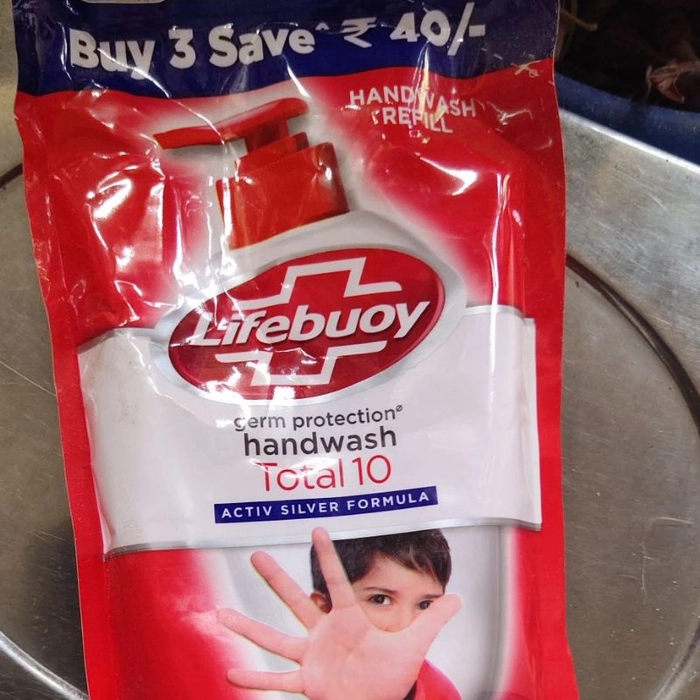 Buy 3 Save^ ₹ 40/-
HANDWASH
REFILL
Lifebuoy
germ protection
handwash
Total 10
ACTIV SILVER FORMULA